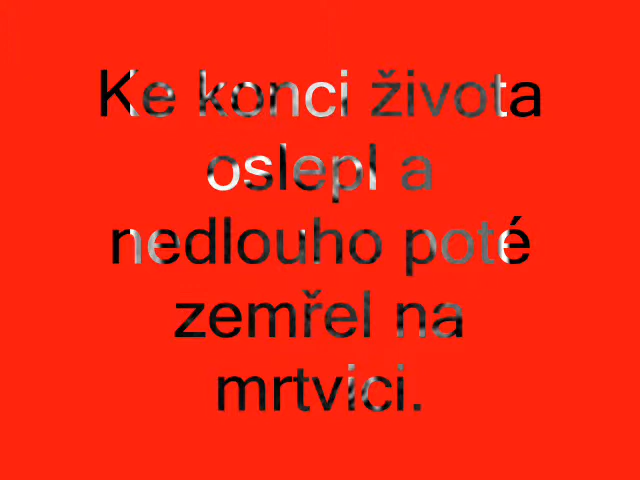 Ke konci života
oslepl a
nedlouho poté
zemřel na
mrtvici.